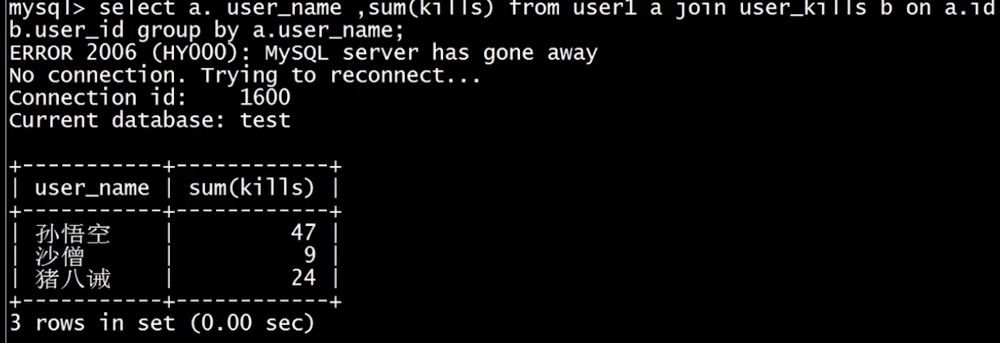 mysql> select a. user_name ,sum(kills) from user1 a join user_kills b on a.id
b.user_id group by a.user_name;
ERROR 2006 (HY000): MySQL server has gone away
No connection. Trying to reconnect...
Connection id:    1600
Current database: test
+-----------+------------+
| user_name | sum(kills) |
+-----------+------------+
| 孙悟空    |         47 |
| 沙僧      |          9 |
| 猪八诫    |         24 |
+-----------+------------+
3 rows in set (0.00 sec)